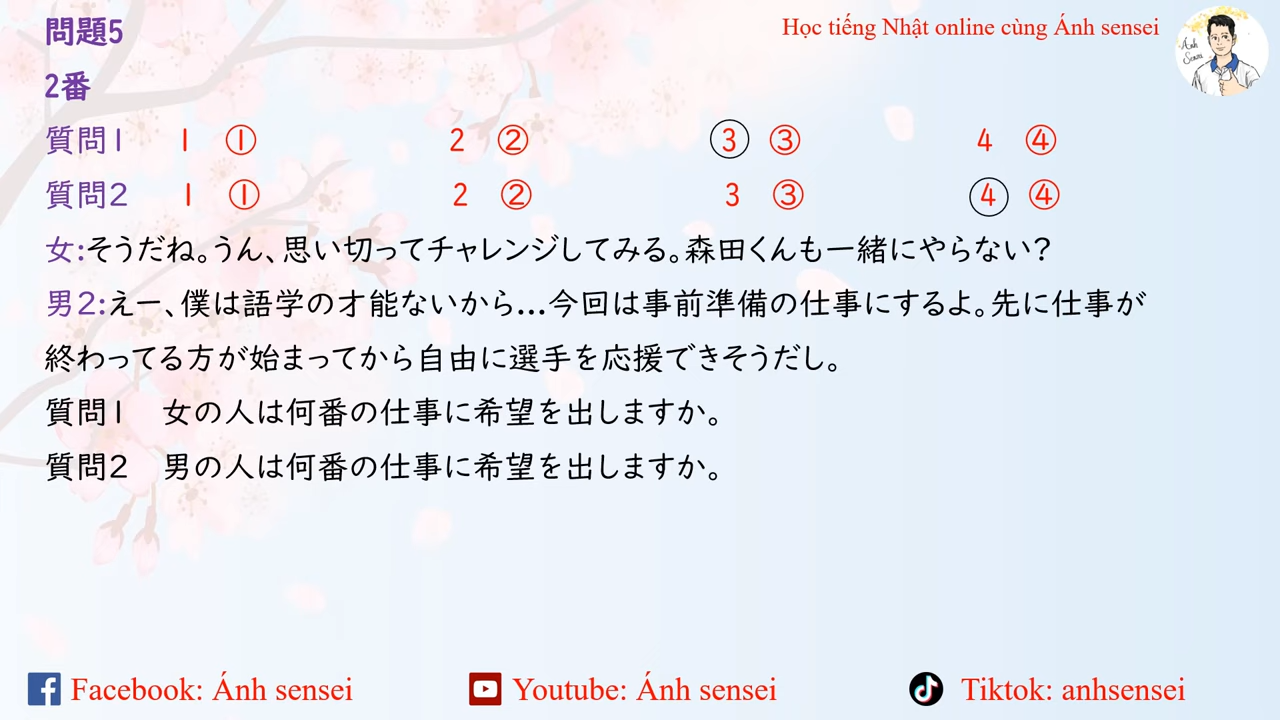 問題5
Học tiếng Nhật online cùng Ánh sensei
Anh Sensei
2番
質問1 1 ① 2 ② 3 ③ 4 ④
質問2 1 ① 2 ② 3 ③ 4 ④
女:そうだね。うん、思い切ってチャレンジしてみる。森田くんも一緒にやらない?
男2:えー、僕は語学の才能ないから...今回は事前準備の仕事にするよ。先に仕事が
終わってる方が始まってから自由に選手を応援できそうだし。
質問1 女の人は何番の仕事に希望を出しますか。
質問2 男の人は何番の仕事に希望を出しますか。
Facebook: Ánh sensei
Youtube: Ánh sensei
Tiktok: anhsensei